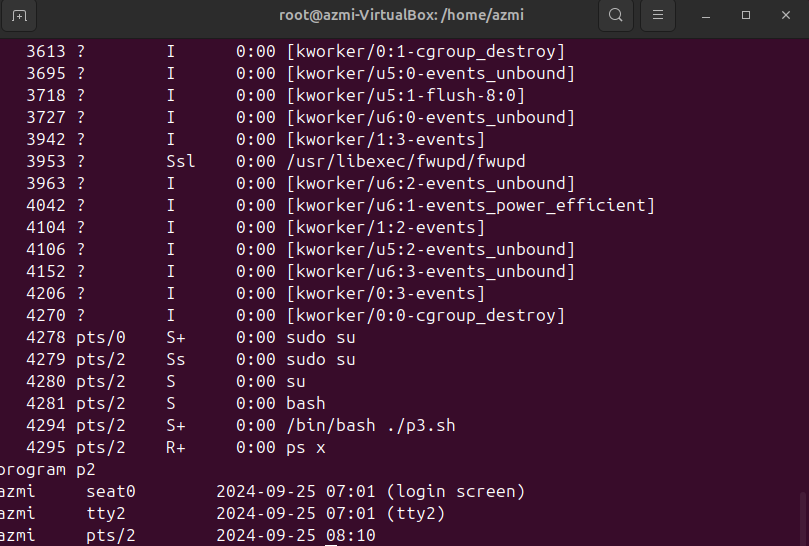 root@azmi-VirtualBox: /home/azmi
3613 ? I 0:00 [kworker/0:1-cgroup_destroy]
3695 ? I 0:00 [kworker/u5:0-events_unbound]
3718 ? I 0:00 [kworker/u5:1-flush-8:0]
3727 ? I 0:00 [kworker/u6:0-events_unbound]
3942 ? I 0:00 [kworker/1:3-events]
3953 ? Ssl 0:00 /usr/libexec/fwupd/fwupd
3963 ? I 0:00 [kworker/u6:2-events_unbound]
4042 ? I 0:00 [kworker/u6:1-events_power_efficient]
4104 ? I 0:00 [kworker/1:2-events]
4106 ? I 0:00 [kworker/u5:2-events_unbound]
4152 ? I 0:00 [kworker/u6:3-events_unbound]
4206 ? I 0:00 [kworker/0:3-events]
4270 ? I 0:00 [kworker/0:0-cgroup_destroy]
4278 pts/0 S+ 0:00 sudo su
4279 pts/2 Ss 0:00 sudo su
4280 pts/2 S 0:00 su
4281 pts/2 S 0:00 bash
4294 pts/2 S+ 0:00 /bin/bash ./p3.sh
4295 pts/2 R+ 0:00 ps x
program p2
azmi seat0 2024-09-25 07:01 (login screen)
azmi tty2 2024-09-25 07:01 (tty2)
azmi pts/2 2024-09-25 08:10